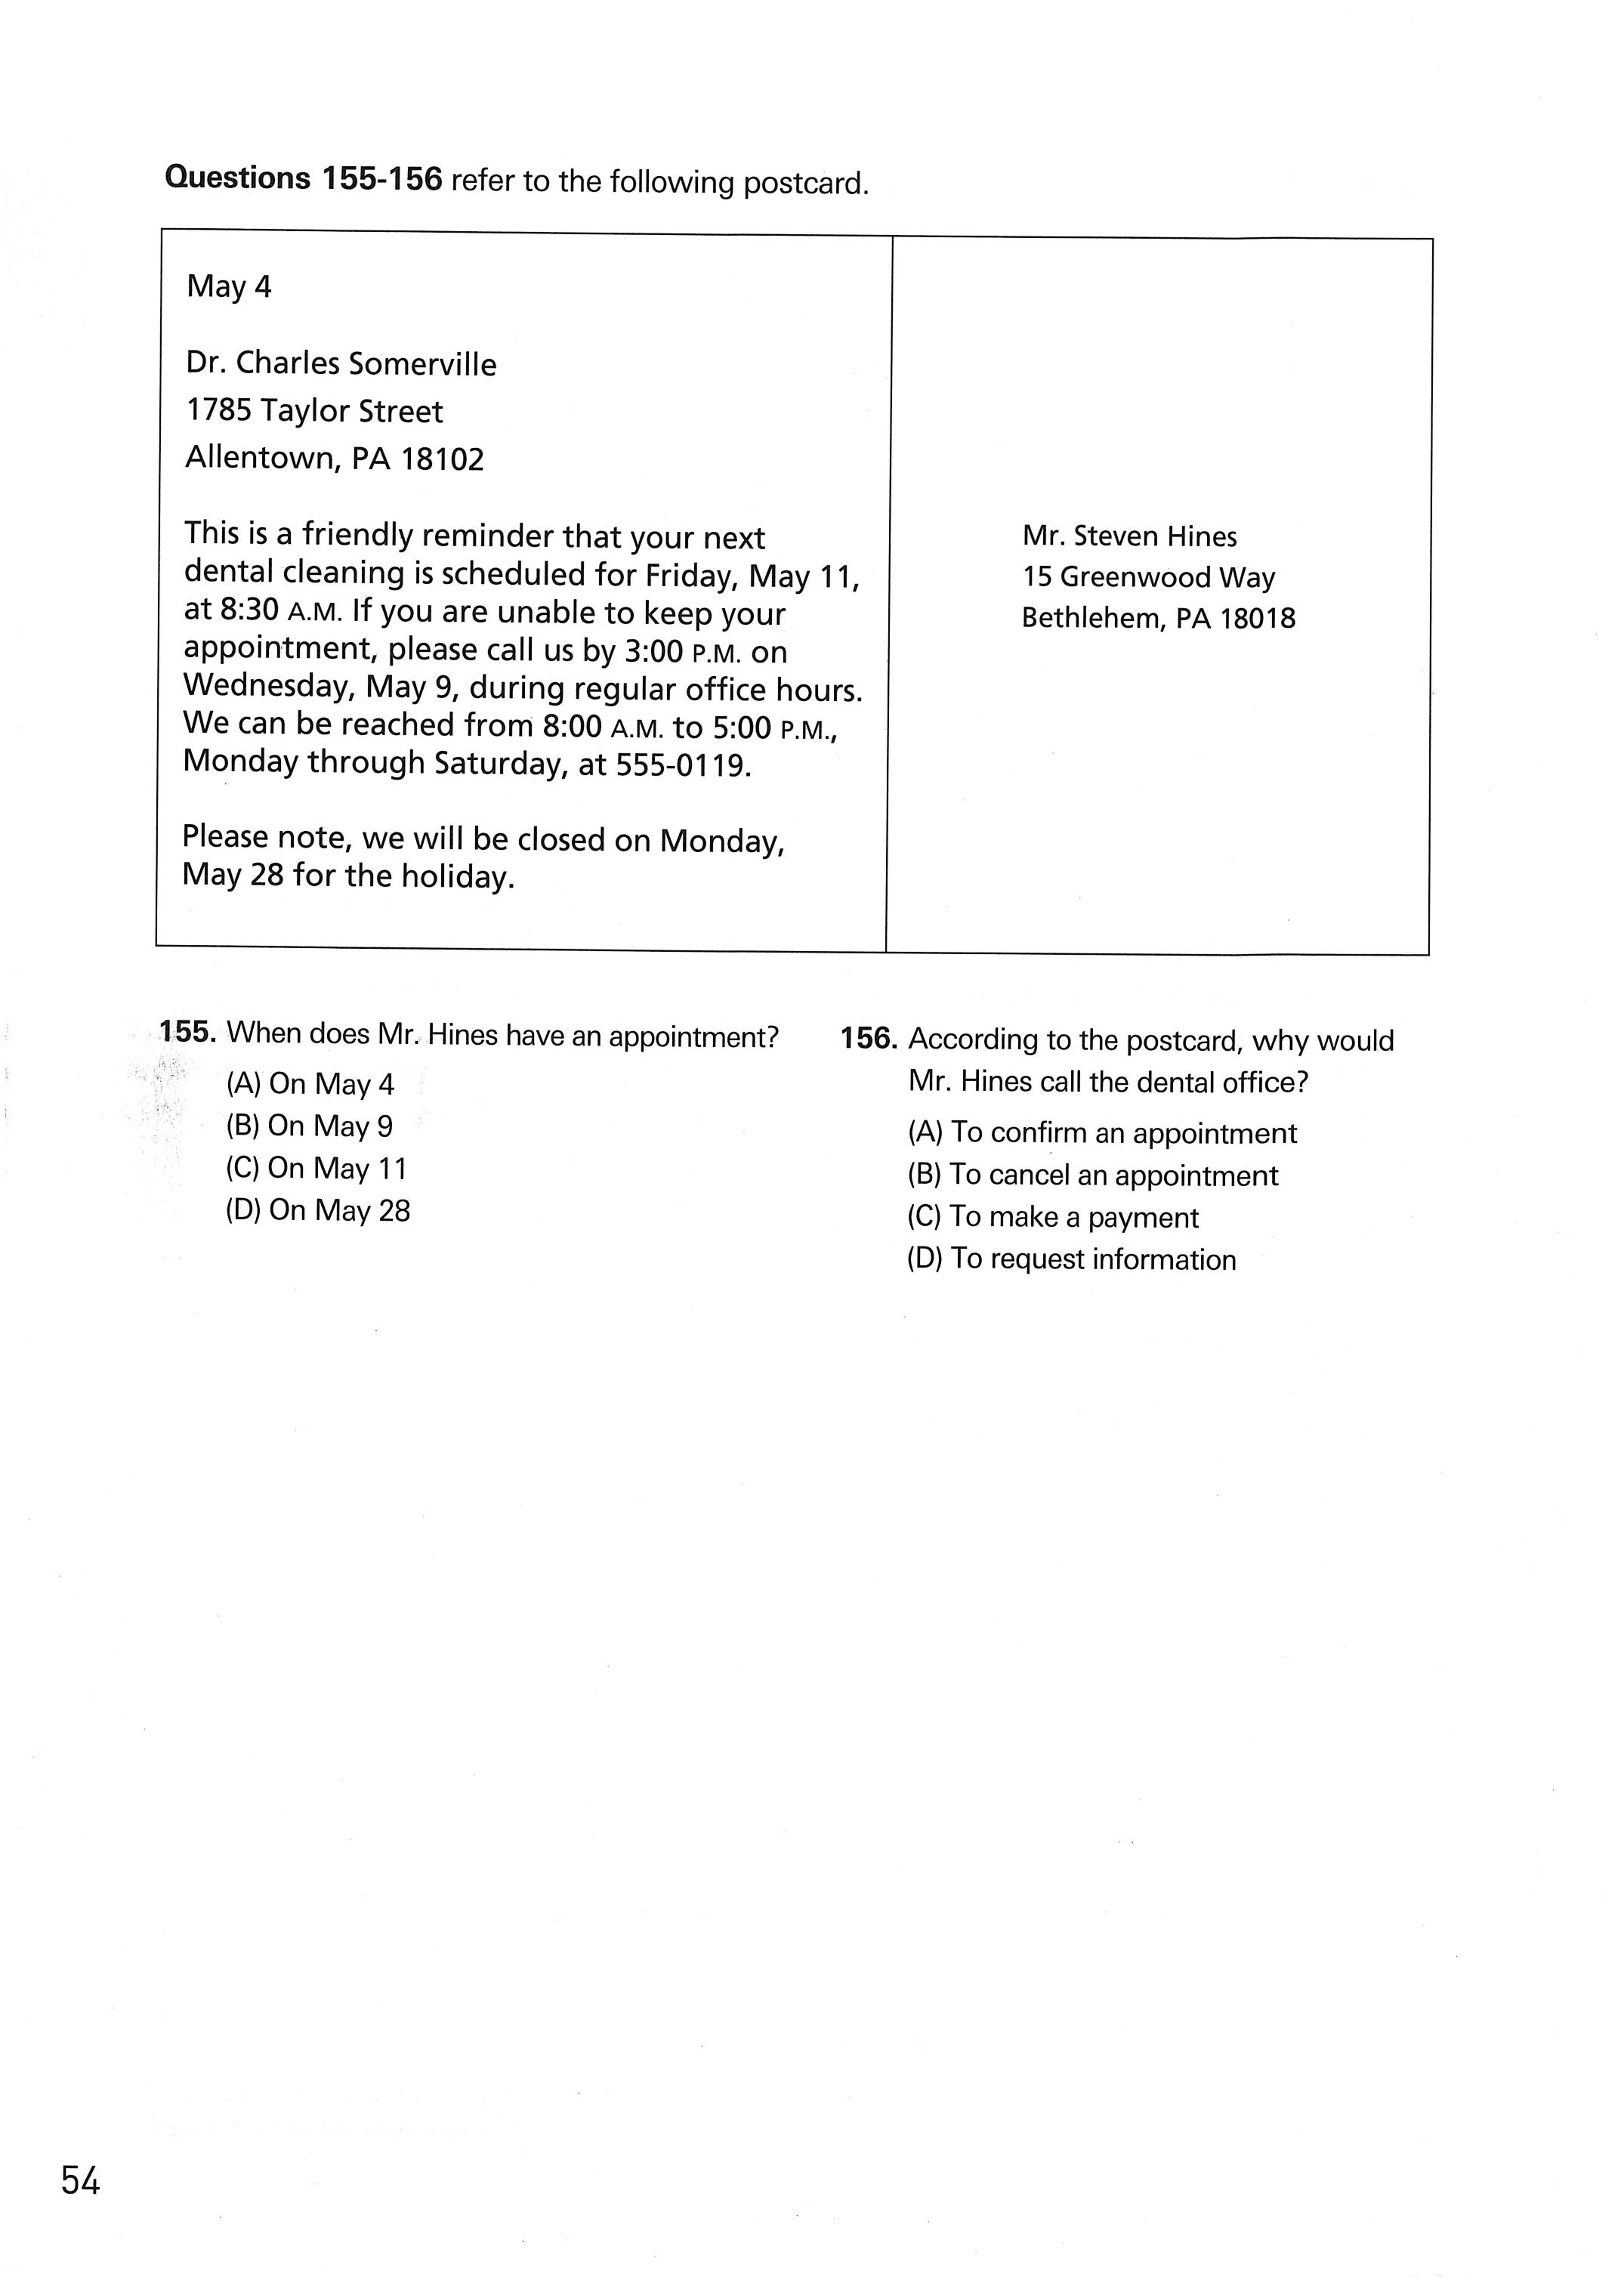 Questions 155-156 refer to the following postcard.
May 4
Dr. Charles Somerville
1785 Taylor Street
Allentown, PA 18102
This is a friendly reminder that your next
dental cleaning is scheduled for Friday, May 11,
at 8:30 A.M. If you are unable to keep your
appointment, please call us by 3:00 P.M. on
Wednesday, May 9, during regular office hours.
We can be reached from 8:00 A.M. to 5:00 P.M.,
Monday through Saturday, at 555-0119.
Please note, we will be closed on Monday,
May 28 for the holiday.
Mr. Steven Hines
15 Greenwood Way
Bethlehem, PA 18018
155. When does Mr. Hines have an appointment?
(A) On May 4
(B) On May 9
(C) On May 11
(D) On May 28
156. According to the postcard, why would
Mr. Hines call the dental office?
(A) To confirm an appointment
(B) To cancel an appointment
(C) To make a payment
(D) To request information
54